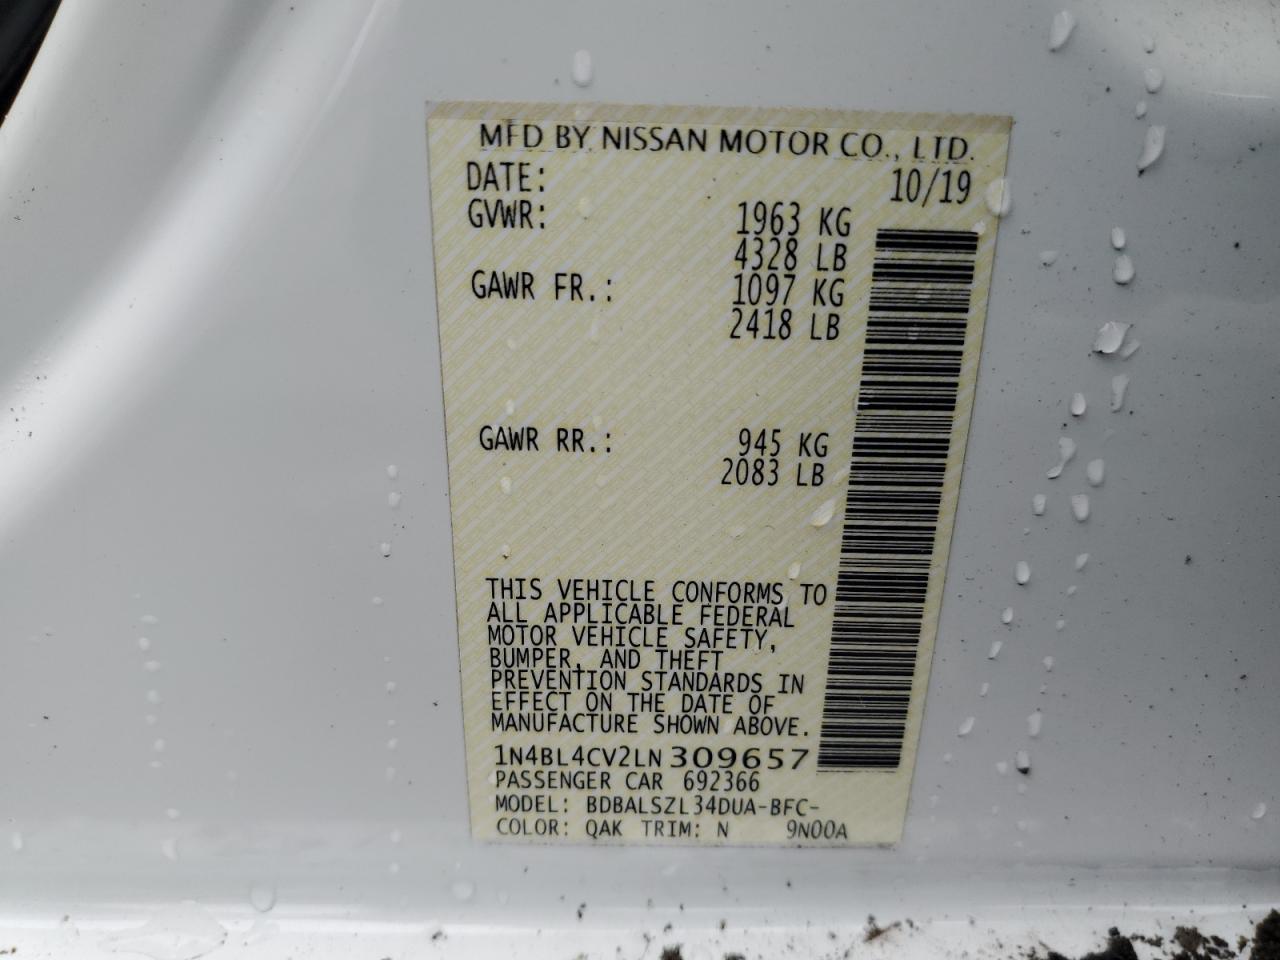 MFD BY NISSAN MOTOR CO., LTD.
DATE: 10/19
GVWR: 1963 KG
4328 LB
GAWR FR.: 1097 KG
2418 LB
GAWR RR.: 945 KG
2083 LB
THIS VEHICLE CONFORMS TO
ALL APPLICABLE FEDERAL
MOTOR VEHICLE SAFETY,
BUMPER, AND THEFT
PREVENTION STANDARDS IN
EFFECT ON THE DATE OF
MANUFACTURE SHOWN ABOVE.
1N4BL4CV2LN309657
PASSENGER CAR 692366
MODEL: BDBALSZL34DUA-BFC-
COLOR: QAK TRIM: N 9N00A